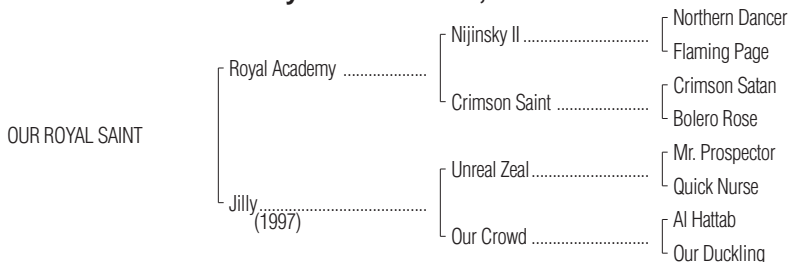 Northern Dancer
Nijinsky II
Flaming Page
Royal Academy
Crimson Satan
Crimson Saint
Bolero Rose
OUR ROYAL SAINT
Mr. Prospector
Unreal Zeal
Quick Nurse
Jilly
(1997)
Al Hattab
Our Crowd
Our Duckling